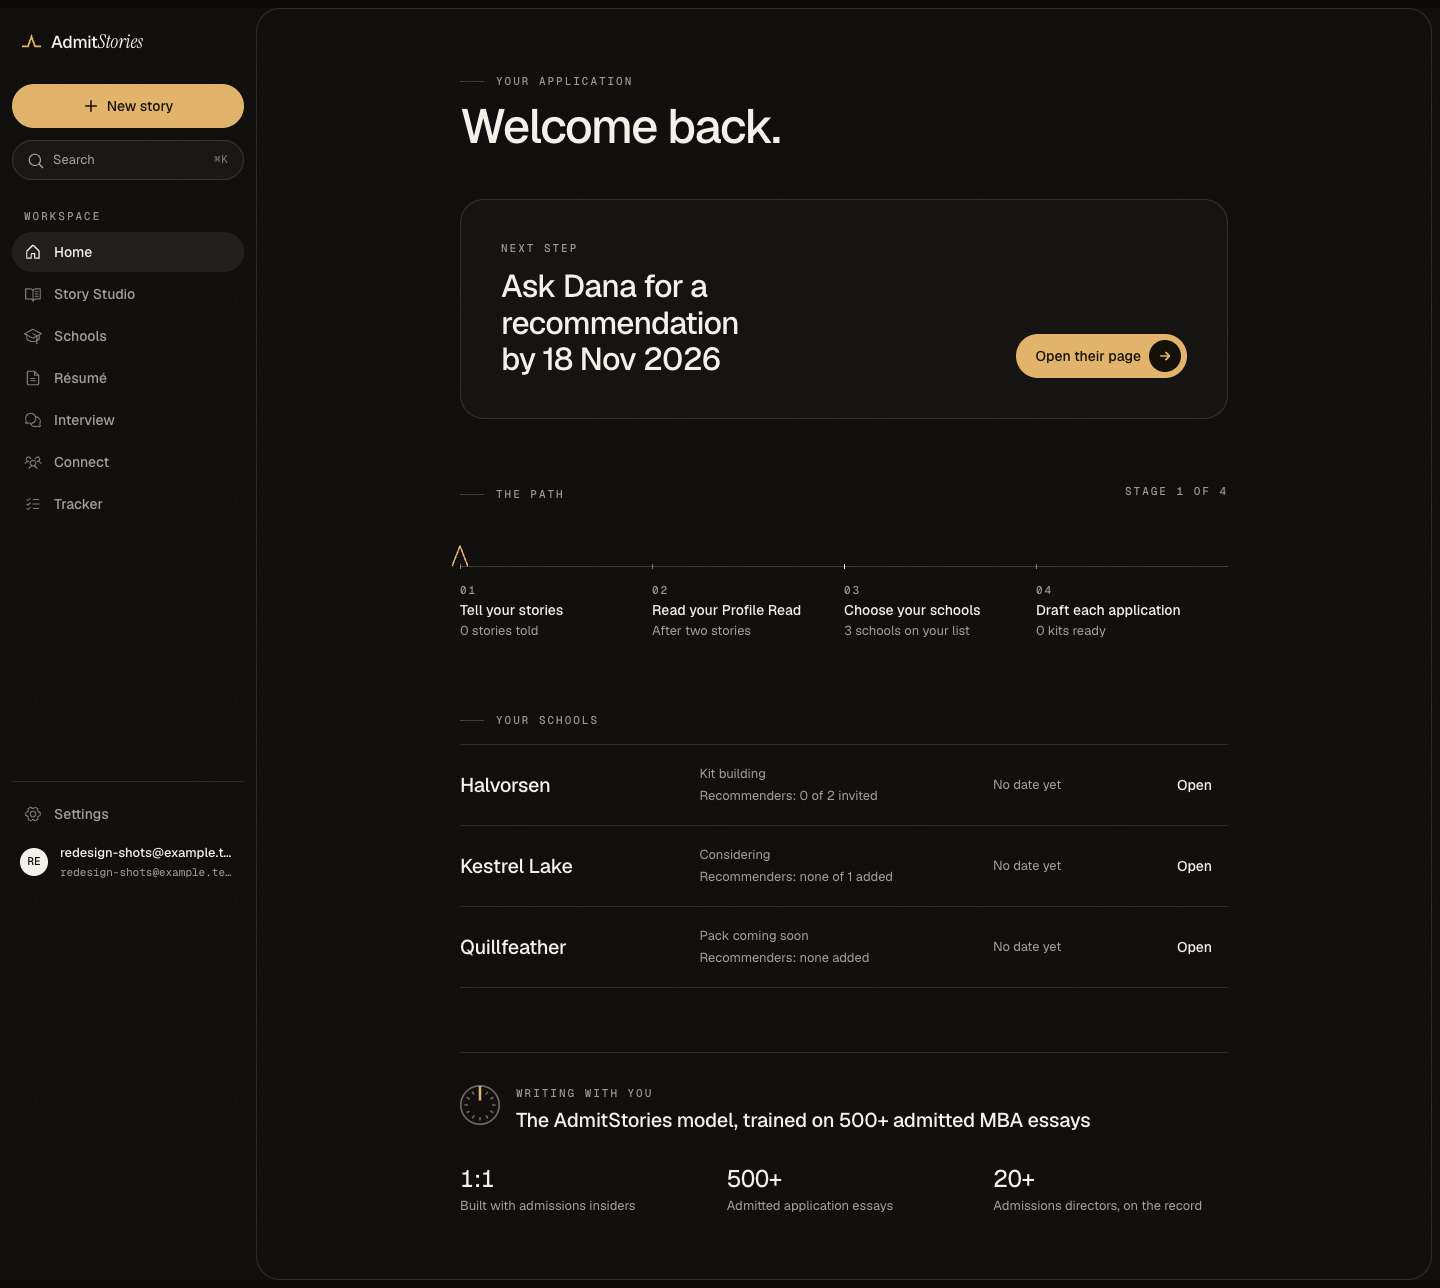 AdmitStories
New story
Search ⌘K
WORKSPACE
Home
Story Studio
Schools
Résumé
Interview
Connect
Tracker
Settings
RE
redesign-shots@example.t…
redesign-shots@example.te…
YOUR APPLICATION
Welcome back.
NEXT STEP
Ask Dana for a
recommendation
by 18 Nov 2026
Open their page
THE PATH
STAGE 1 OF 4
01
Tell your stories
0 stories told
02
Read your Profile Read
After two stories
03
Choose your schools
3 schools on your list
04
Draft each application
0 kits ready
YOUR SCHOOLS
Halvorsen
Kit building
Recommenders: 0 of 2 invited
No date yet
Open
Kestrel Lake
Considering
Recommenders: none of 1 added
No date yet
Open
Quillfeather
Pack coming soon
Recommenders: none added
No date yet
Open
WRITING WITH YOU
The AdmitStories model, trained on 500+ admitted MBA essays
1:1
Built with admissions insiders
500+
Admitted application essays
20+
Admissions directors, on the record